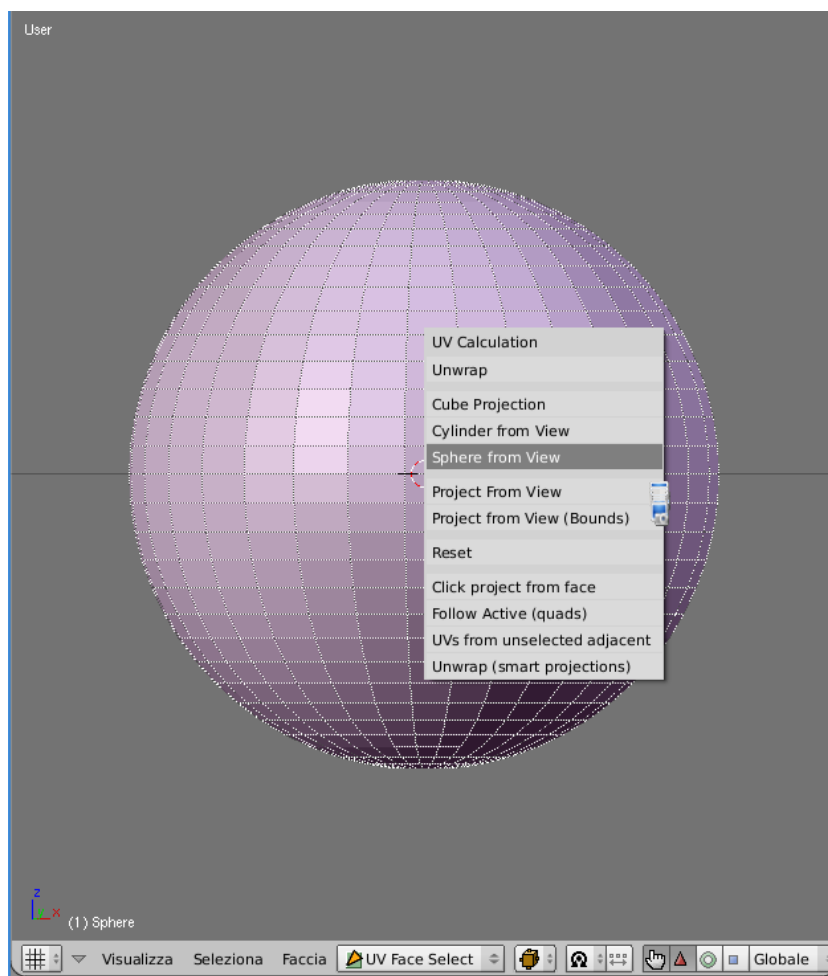 User
UV Calculation
Unwrap
Cube Projection
Cylinder from View
Sphere from View
Project From View
Project from View (Bounds)
Reset
Click project from face
Follow Active (quads)
UVs from unselected adjacent
Unwrap (smart projections)
z
x
(1) Sphere
Visualizza Seleziona Faccia UV Face Select Globale